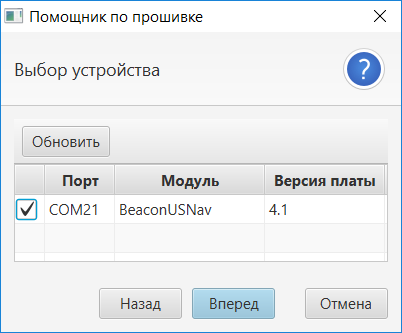 Помощник по прошивке
Выбор устройства
?
Обновить
Порт Модуль Версия платы
COM21 BeaconUSNav 4.1
Назад Вперед Отмена